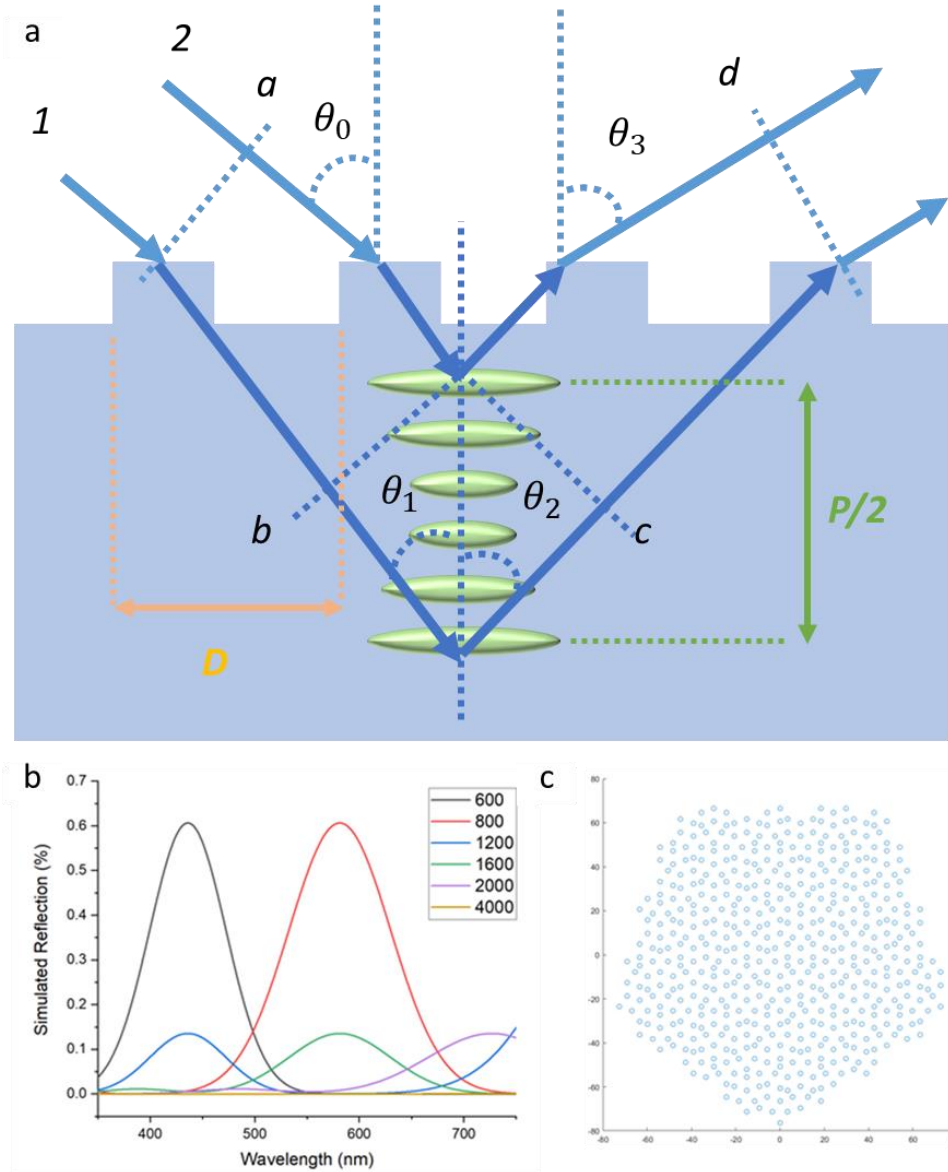 a
2
1
a
θ0
d
θ3
θ1
θ2
b
c
P/2
D
b
Simulated Reflection (%)
0.7
0.6
0.5
0.4
0.3
0.2
0.1
0.0
600
800
1200
1600
2000
4000
400
500
600
700
Wavelength (nm)
c
80
60
40
20
0
-20
-40
-60
-80
-80
-60
-40
-20
0
20
40
60